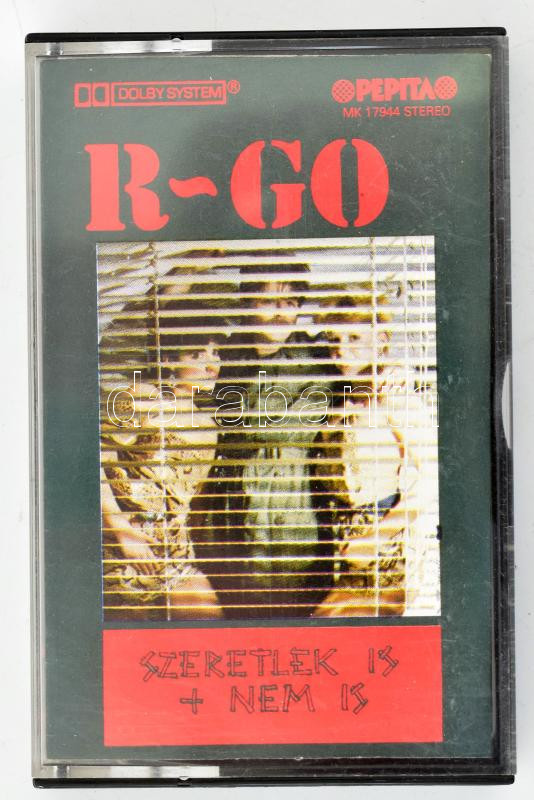 DOLBY SYSTEM®
PEPITA
MK 17944 STEREO
R~GO
darabanth
SZERETLEK IS
+ NEM IS